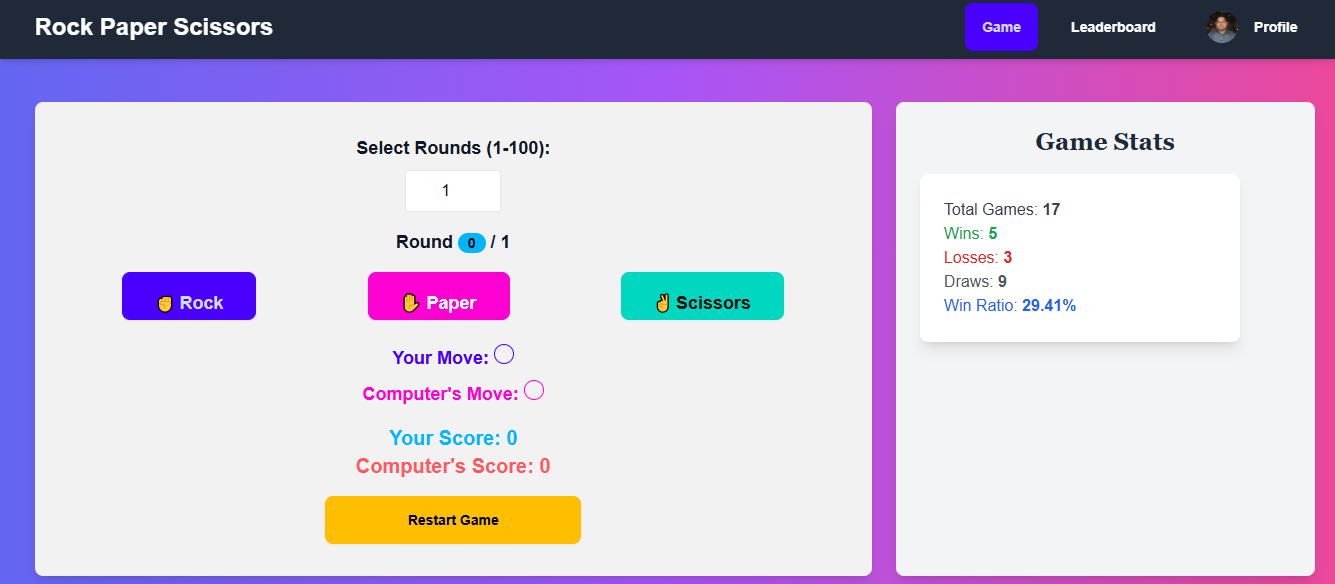 Rock Paper Scissors
Game
Leaderboard
Profile
Select Rounds (1-100):
1
Round 0 / 1
✊ Rock
✋ Paper
✌ Scissors
Your Move:
Computer's Move:
Your Score: 0
Computer's Score: 0
Restart Game
Game Stats
Total Games: 17
Wins: 5
Losses: 3
Draws: 9
Win Ratio: 29.41%